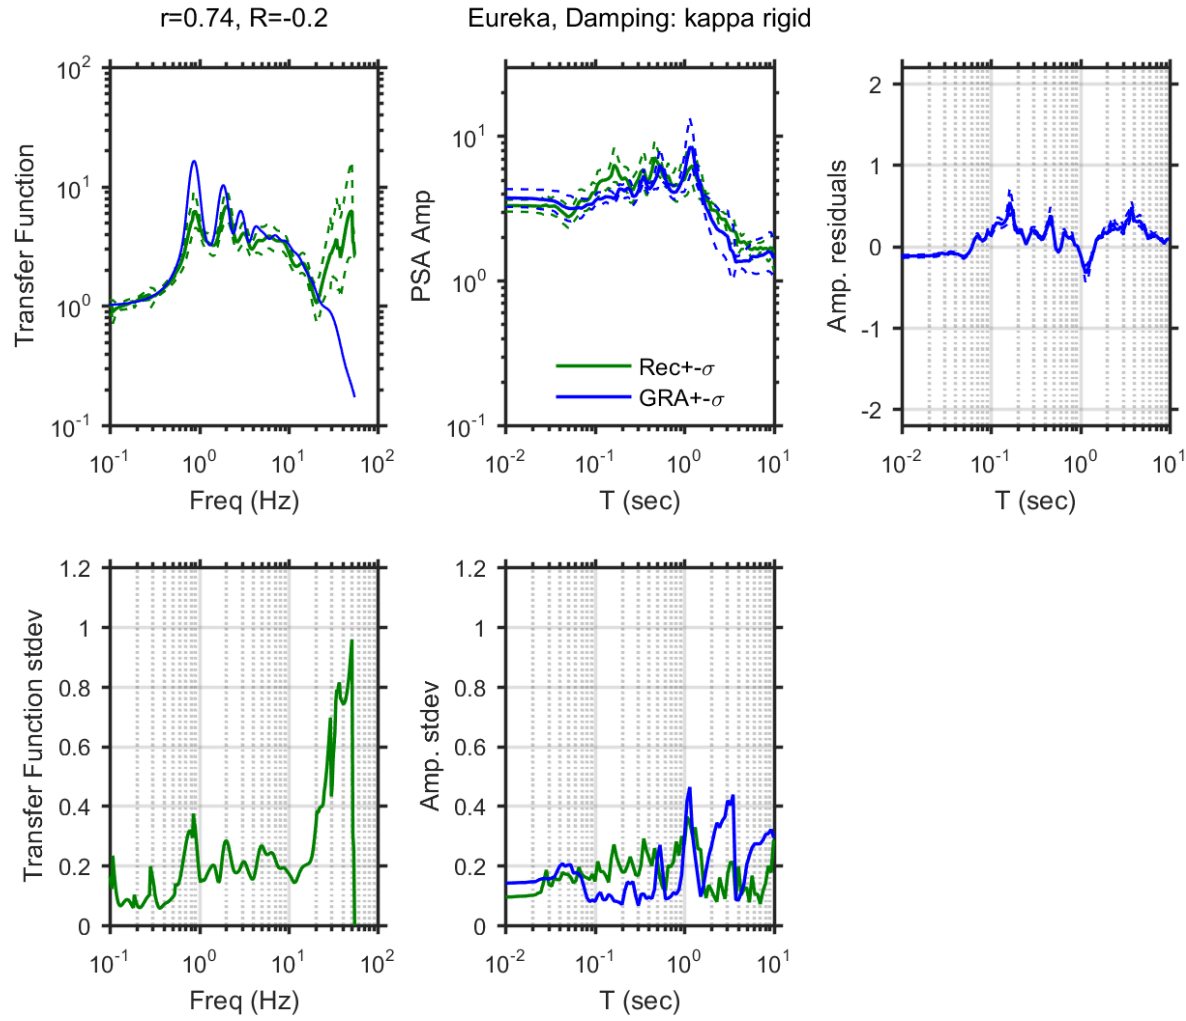 r=0.74, R=-0.2
Eureka, Damping: kappa rigid
Transfer Function
10^2
10^1
10^0
10^-1
10^-1 10^0 10^1 10^2
Freq (Hz)
PSA Amp
10^1
10^0
10^-1
Rec+-σ
GRA+-σ
10^-2 10^-1 10^0 10^1
T (sec)
Amp. residuals
2
1
0
-1
-2
10^-2 10^-1 10^0 10^1
T (sec)
Transfer Function stdev
1.2
1
0.8
0.6
0.4
0.2
0
10^-1 10^0 10^1 10^2
Freq (Hz)
Amp. stdev
1.2
1
0.8
0.6
0.4
0.2
0
10^-2 10^-1 10^0 10^1
T (sec)